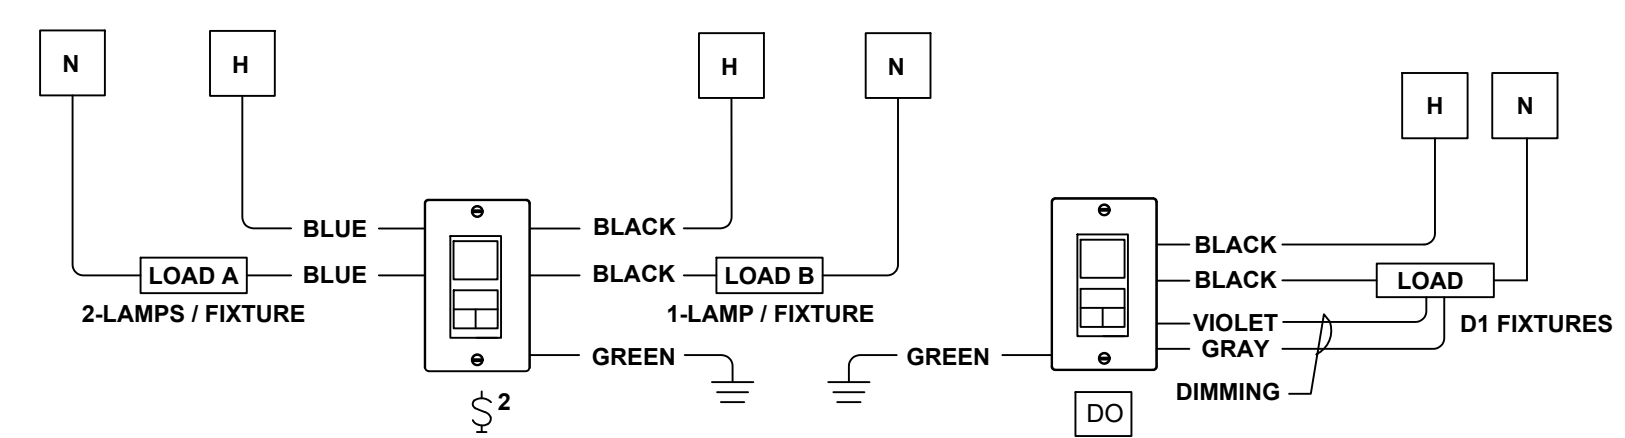 N
H
BLUE
LOAD A
BLUE
2-LAMPS / FIXTURE
H
N
BLACK
BLACK
LOAD B
1-LAMP / FIXTURE
GREEN
$ 2
H
N
BLACK
BLACK
LOAD
VIOLET
D1 FIXTURES
GRAY
GREEN
DIMMING
DO